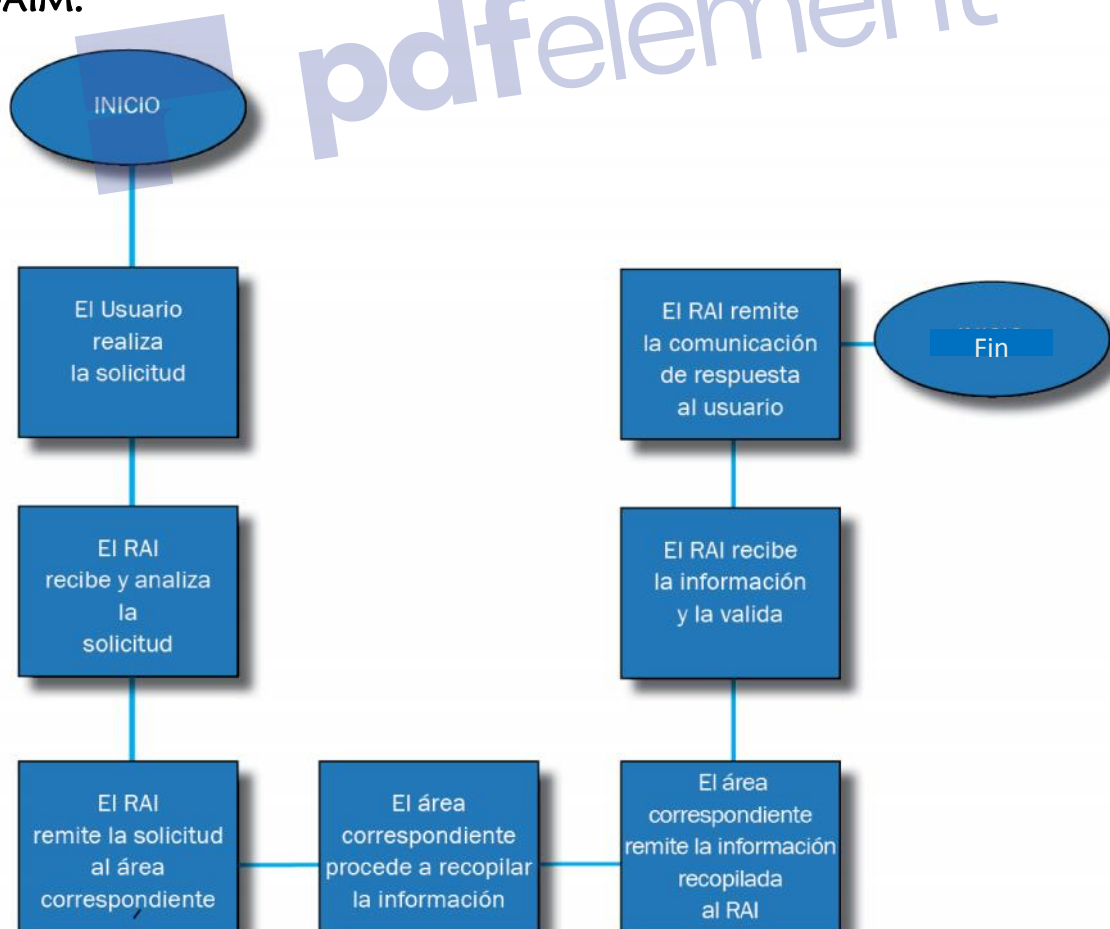 pdfelement
INICIO
El Usuario
realiza
la solicitud
El RAI
recibe y analiza
la
solicitud
El RAI
remite la solicitud
al área
correspondiente
El área
correspondiente
procede a recopilar
la información
El área
correspondiente
remite la información
recopilada
al RAI
El RAI recibe
la información
y la valida
El RAI remite
la comunicación
de respuesta
al usuario
Fin